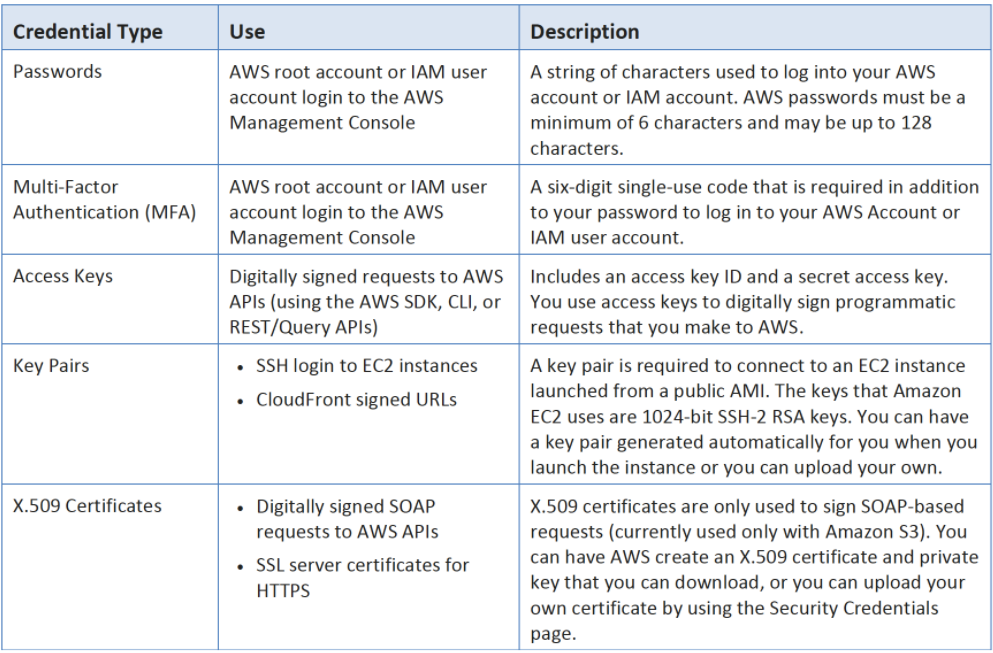 Credential Type Use Description
Passwords
AWS root account or IAM user
account login to the AWS
Management Console
A string of characters used to log into your AWS
account or IAM account. AWS passwords must be a
minimum of 6 characters and may be up to 128
characters.
Multi-Factor
Authentication (MFA)
AWS root account or IAM user
account login to the AWS
Management Console
A six-digit single-use code that is required in addition
to your password to log in to your AWS Account or
IAM user account.
Access Keys
Digitally signed requests to AWS
APIs (using the AWS SDK, CLI, or
REST/Query APIs)
Includes an access key ID and a secret access key.
You use access keys to digitally sign programmatic
requests that you make to AWS.
Key Pairs
• SSH login to EC2 instances
• CloudFront signed URLs
A key pair is required to connect to an EC2 instance
launched from a public AMI. The keys that Amazon
EC2 uses are 1024-bit SSH-2 RSA keys. You can have
a key pair generated automatically for you when you
launch the instance or you can upload your own.
X.509 Certificates
• Digitally signed SOAP
requests to AWS APIs
• SSL server certificates for
HTTPS
X.509 certificates are only used to sign SOAP-based
requests (currently used only with Amazon S3). You
can have AWS create an X.509 certificate and private
key that you can download, or you can upload your
own certificate by using the Security Credentials
page.